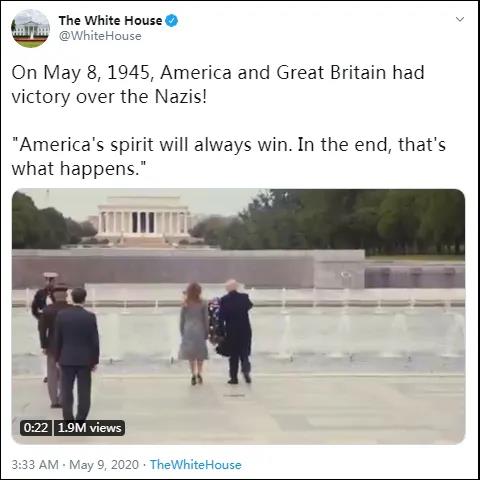 The White House
@WhiteHouse
On May 8, 1945, America and Great Britain had
victory over the Nazis!
"America's spirit will always win. In the end, that's
what happens."
0:22 1.9M views
3:33 AM · May 9, 2020 · TheWhiteHouse